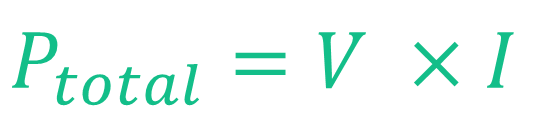 P_total = V × I